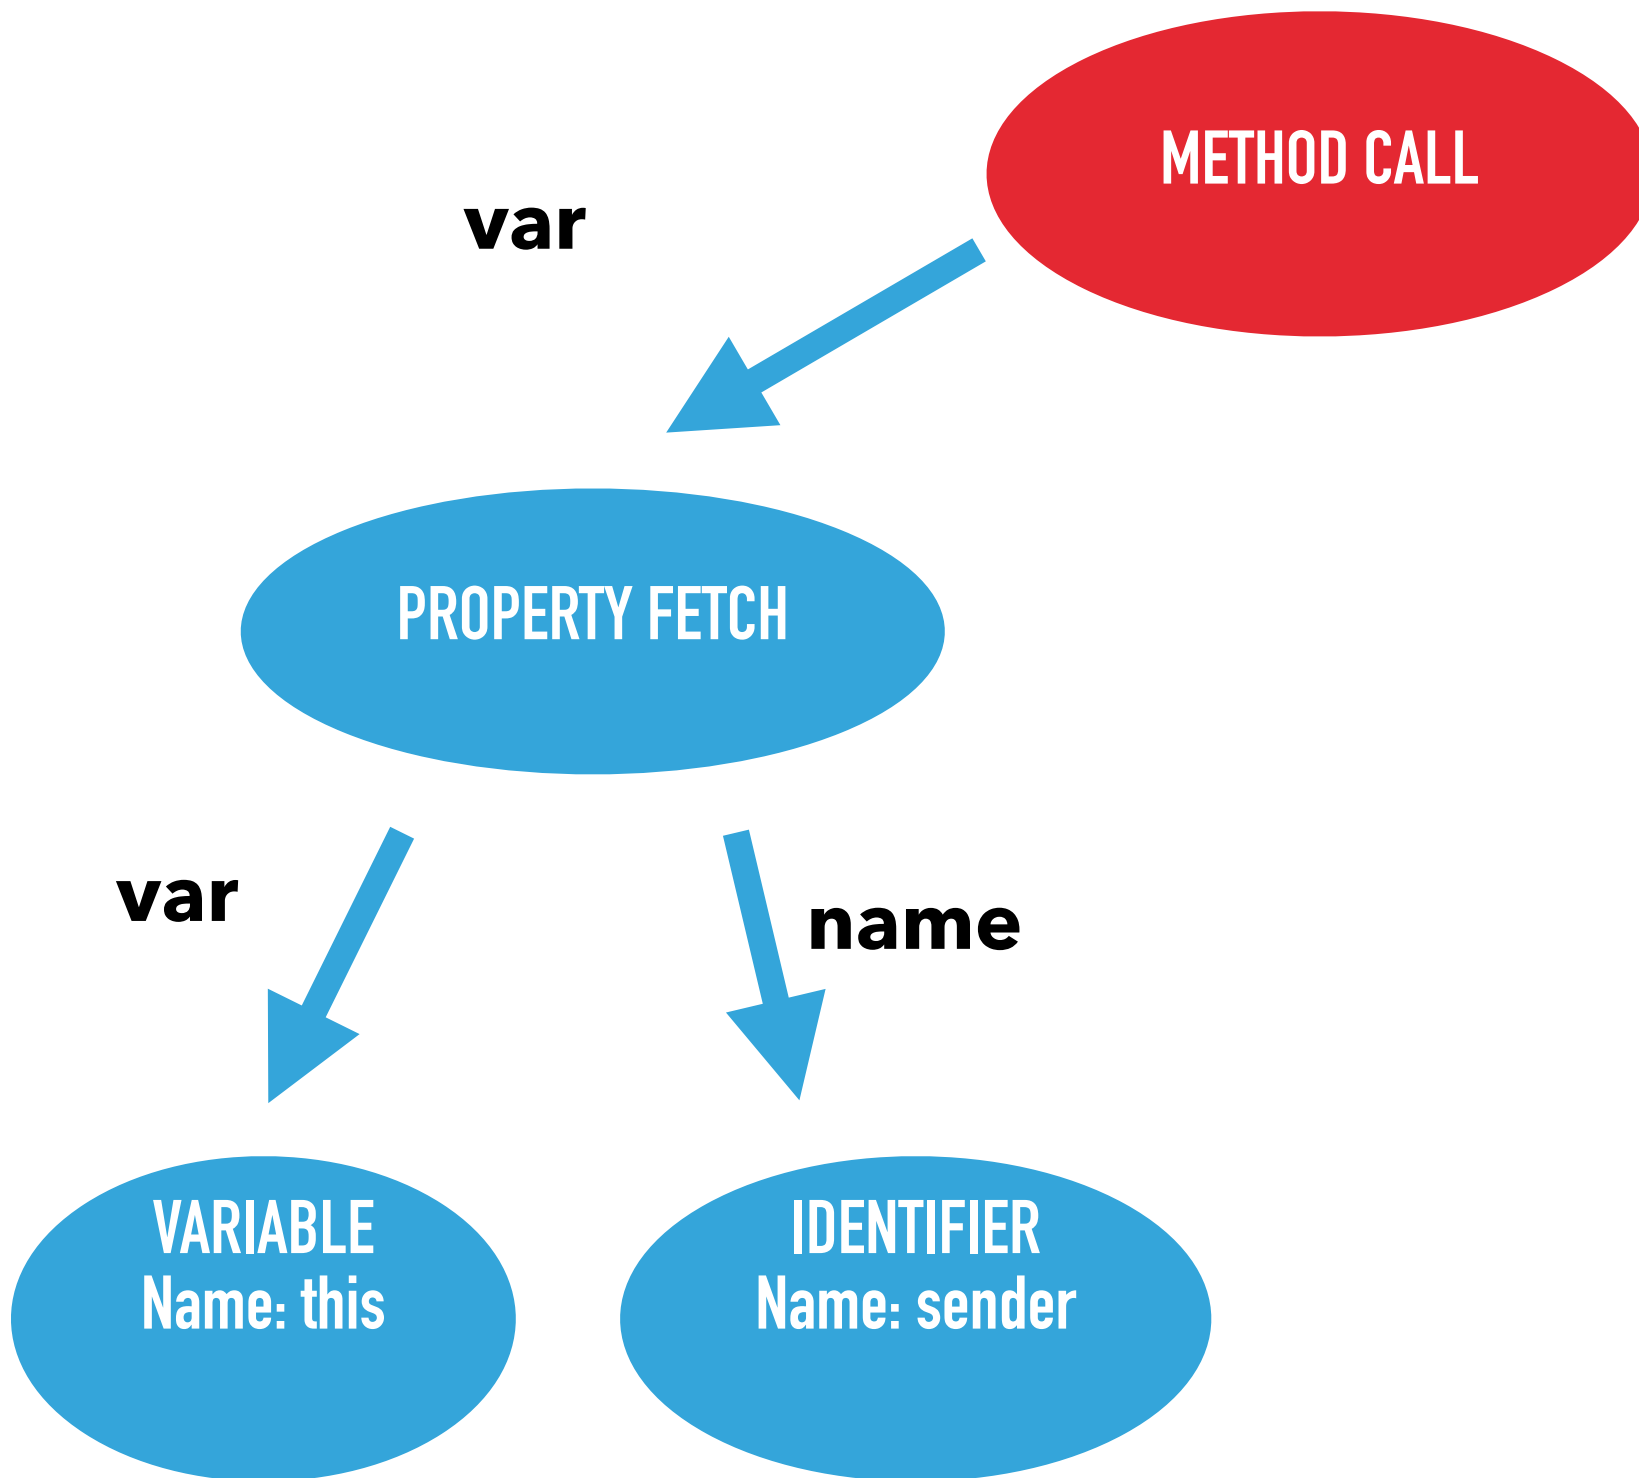 METHOD CALL
var
PROPERTY FETCH
var
name
VARIABLE
Name: this
IDENTIFIER
Name: sender